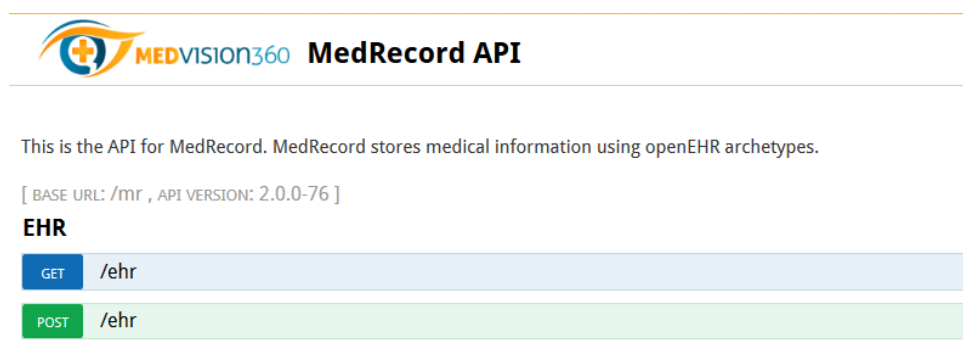 MEDVISION360 MedRecord API
This is the API for MedRecord. MedRecord stores medical information using openEHR archetypes.
[ BASE URL: /mr , API VERSION: 2.0.0-76 ]
EHR
GET /ehr
POST /ehr